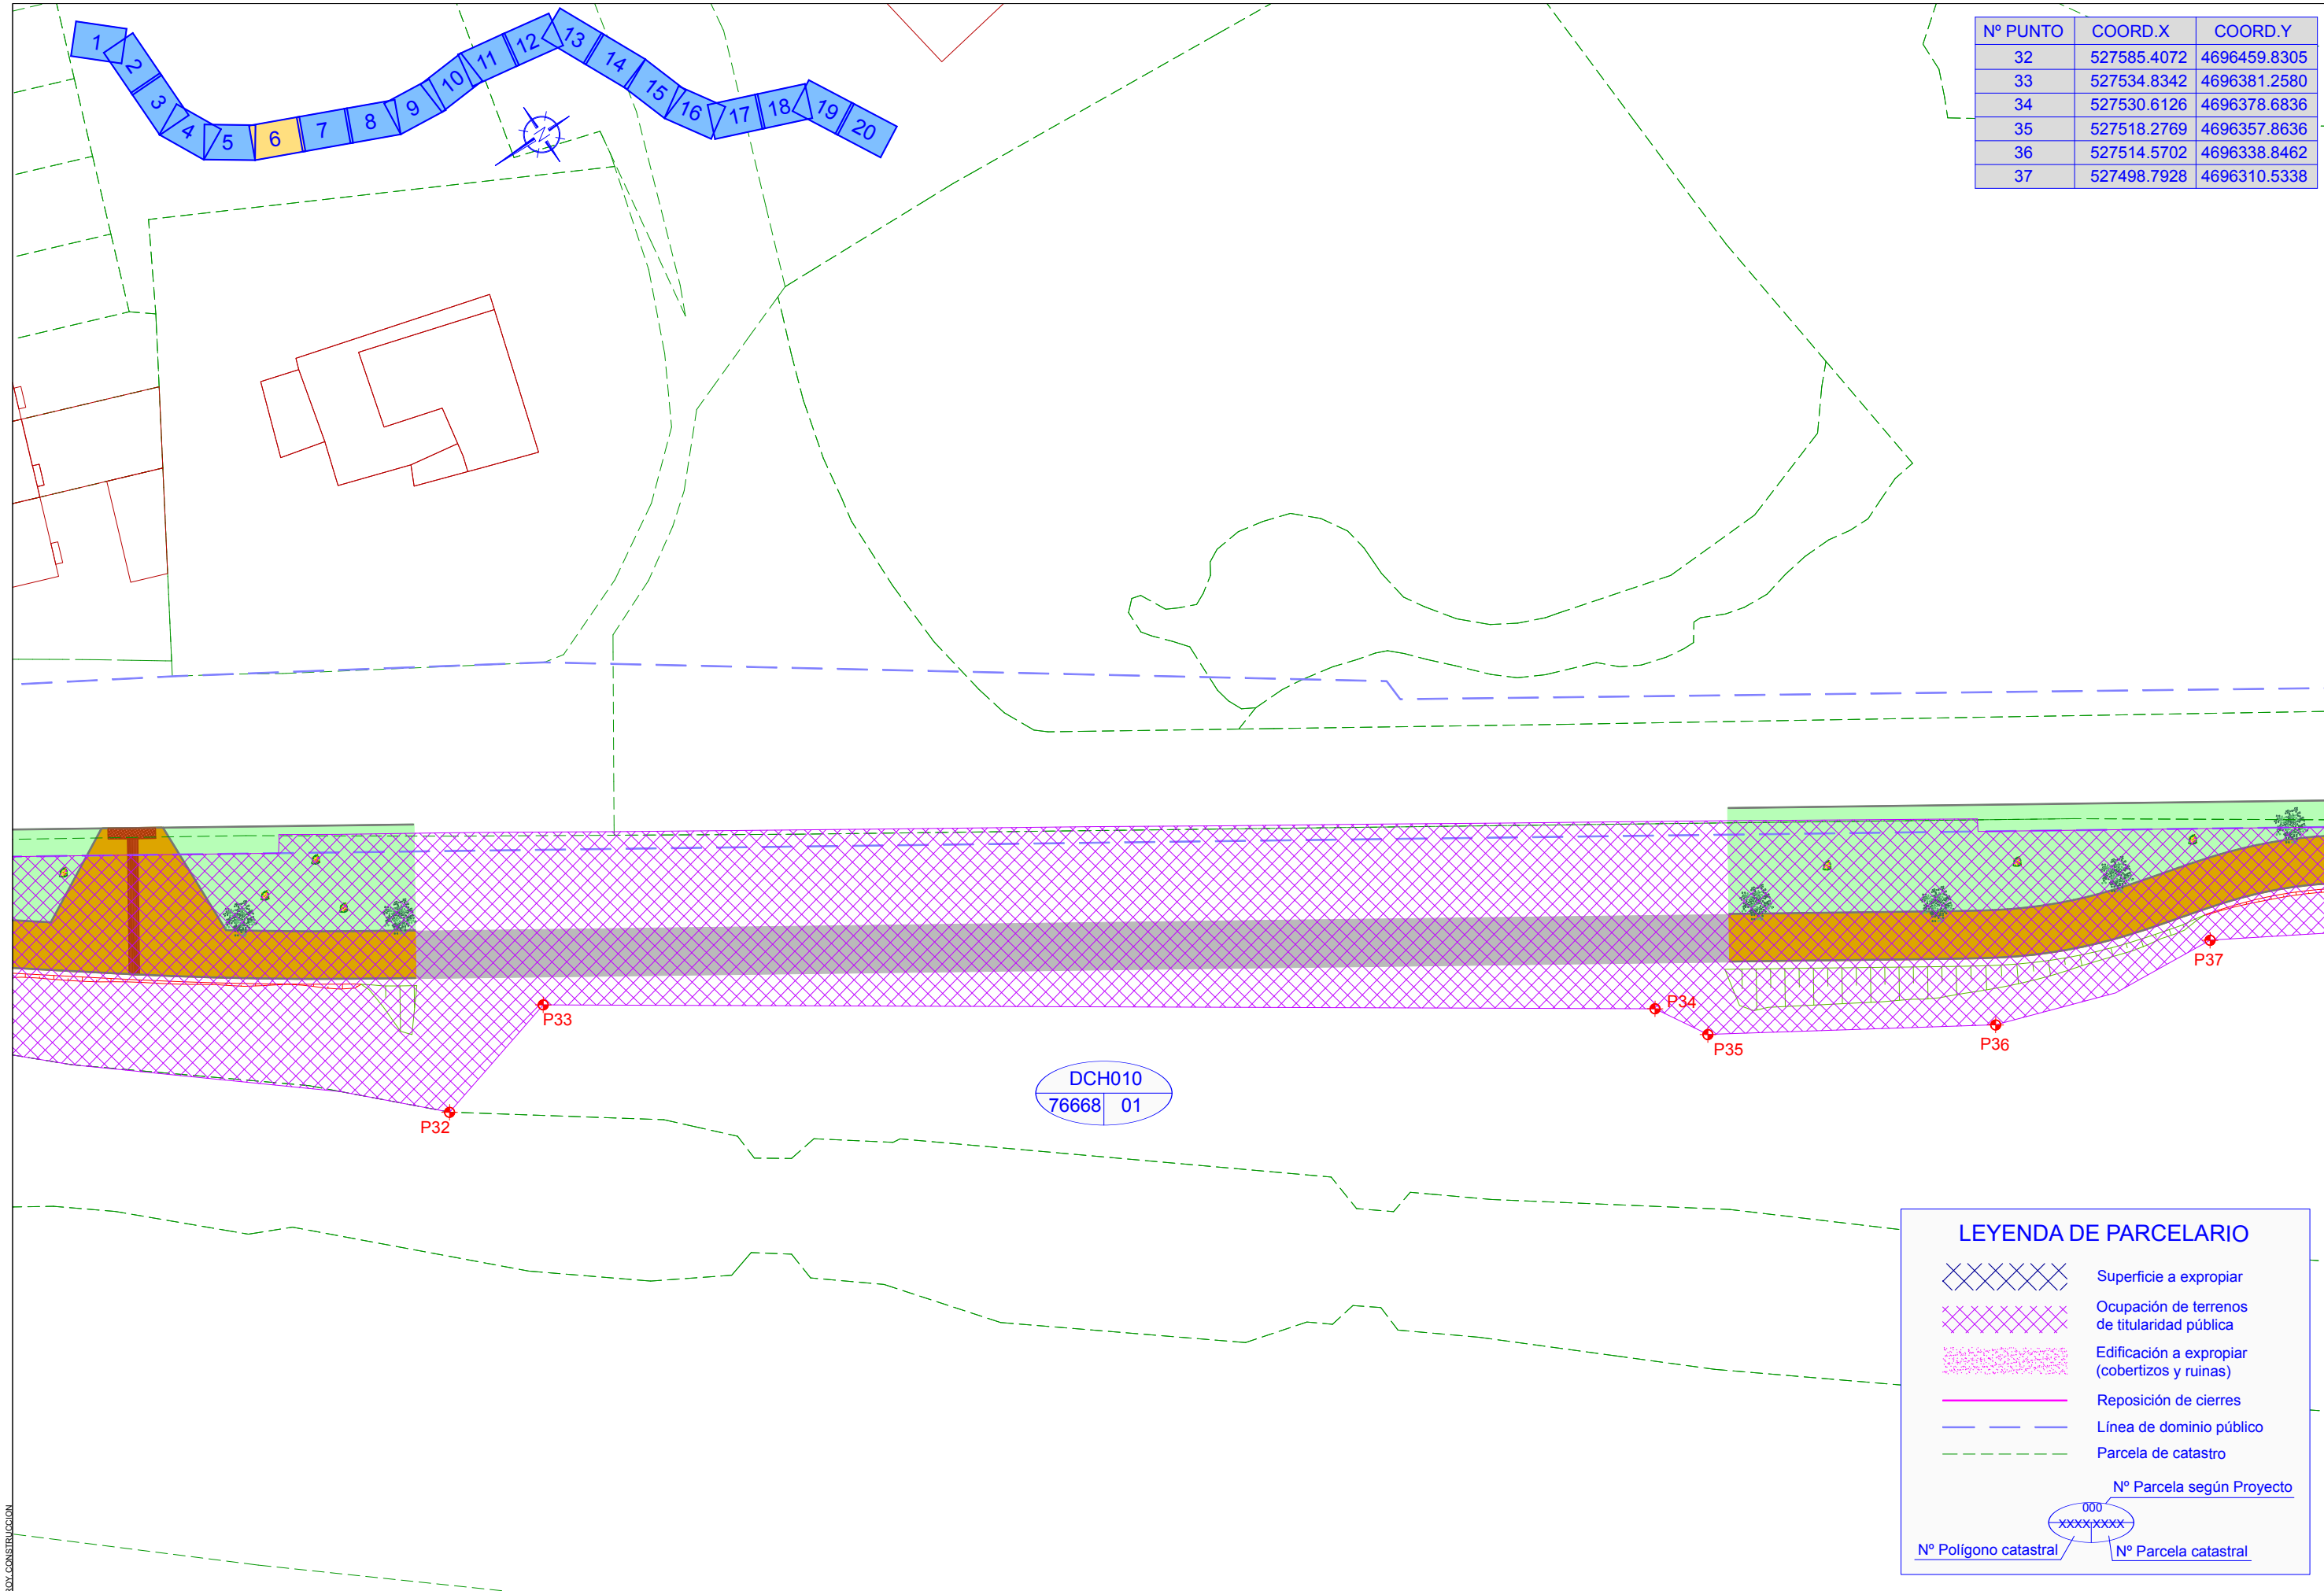 1
2
3
4
5
6
7
8
9
10
11
12
13
14
15
16
17
18
19
20
N
Nº PUNTO COORD.X COORD.Y
32 527585.4072 4696459.8305
33 527534.8342 4696381.2580
34 527530.6126 4696378.6836
35 527518.2769 4696357.8636
36 527514.5702 4696338.8462
37 527498.7928 4696310.5338
P37
P34
P33
P35
P36
P32
DCH010
76668 01
LEYENDA DE PARCELARIO
Superficie a expropiar
Ocupación de terrenos
de titularidad pública
Edificación a expropiar
(cobertizos y ruinas)
Reposición de cierres
Línea de dominio público
Parcela de catastro
Nº Parcela según Proyecto
000
XXXX XXXX
Nº Polígono catastral
Nº Parcela catastral
CONSTRUCCION